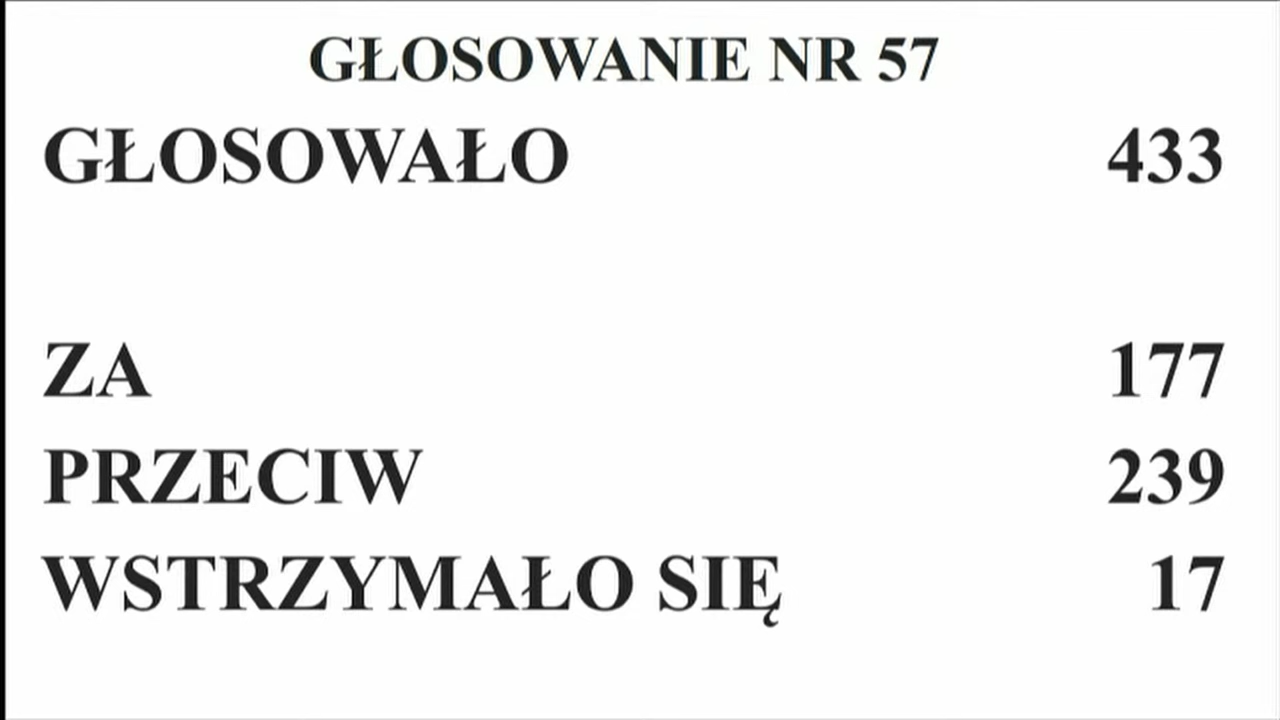 GŁOSOWANIE NR 57
GŁOSOWAŁO 433
ZA 177
PRZECIW 239
WSTRZYMAŁO SIĘ 17